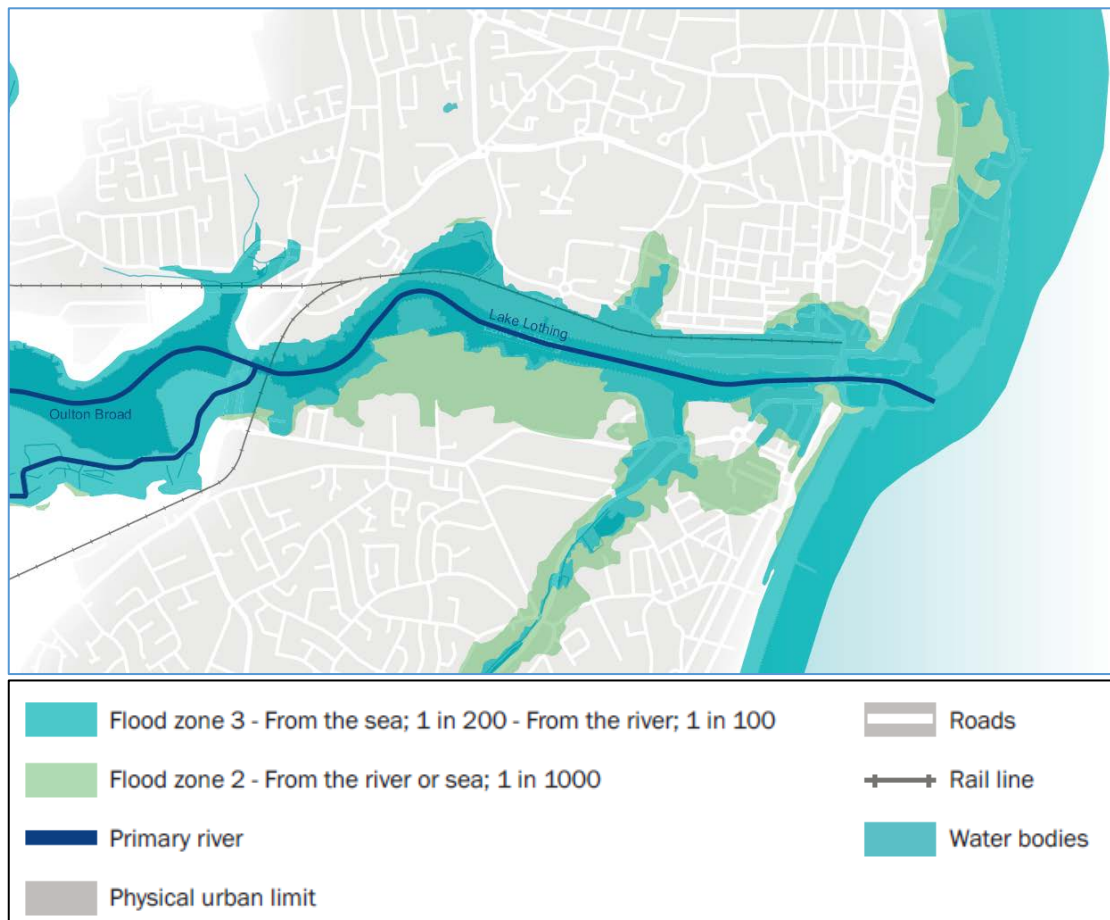 Lake Lothing
Oulton Broad
Flood zone 3 - From the sea; 1 in 200 - From the river; 1 in 100
Flood zone 2 - From the river or sea; 1 in 1000
Primary river
Physical urban limit
Roads
Rail line
Water bodies